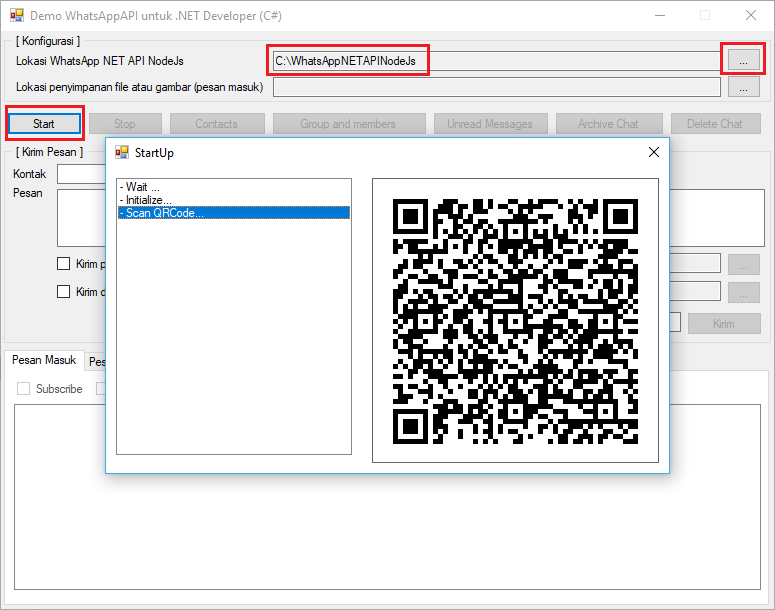 Demo WhatsAppAPI untuk .NET Developer (C#)
[ Konfigurasi ]
Lokasi WhatsApp NET API NodeJs
C:\WhatsAppNETAPINodeJs
...
Lokasi penyimpanan file atau gambar (pesan masuk)
...
Start
Stop
Contacts
Group and members
Unread Messages
Archive Chat
Delete Chat
[ Kirim Pesan ]
StartUp
Kontak
Pesan
- Wait ...
- Initialize...
- Scan QRCode...
Kirim p
...
Kirim d
...
Kirim
Pesan Masuk
Pes
Subscribe